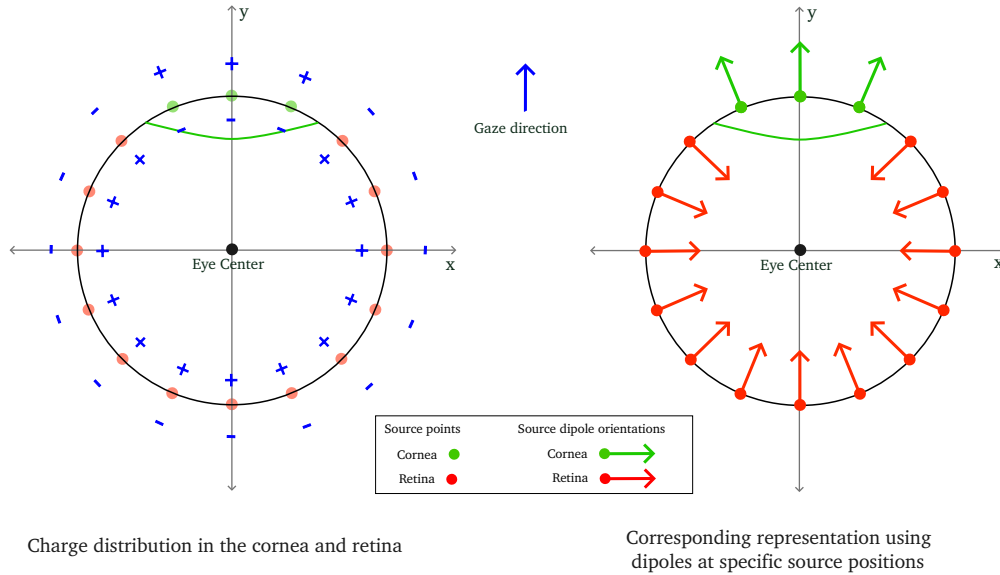 y
y
Gaze direction
Eye Center
x
Eye Center
x
Source points
Source dipole orientations
Cornea
Cornea
Retina
Retina
Charge distribution in the cornea and retina
Corresponding representation using
dipoles at specific source positions